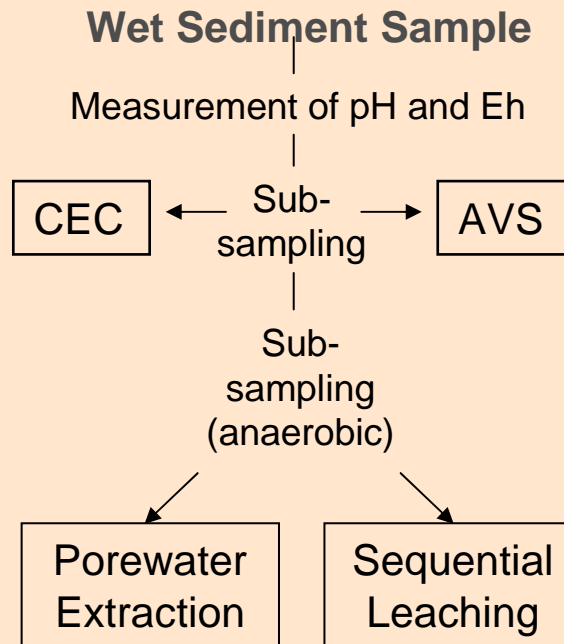 Wet Sediment Sample
Measurement of pH and Eh
CEC
Sub-
sampling
AVS
Sub-
sampling
(anaerobic)
Porewater
Extraction
Sequential
Leaching